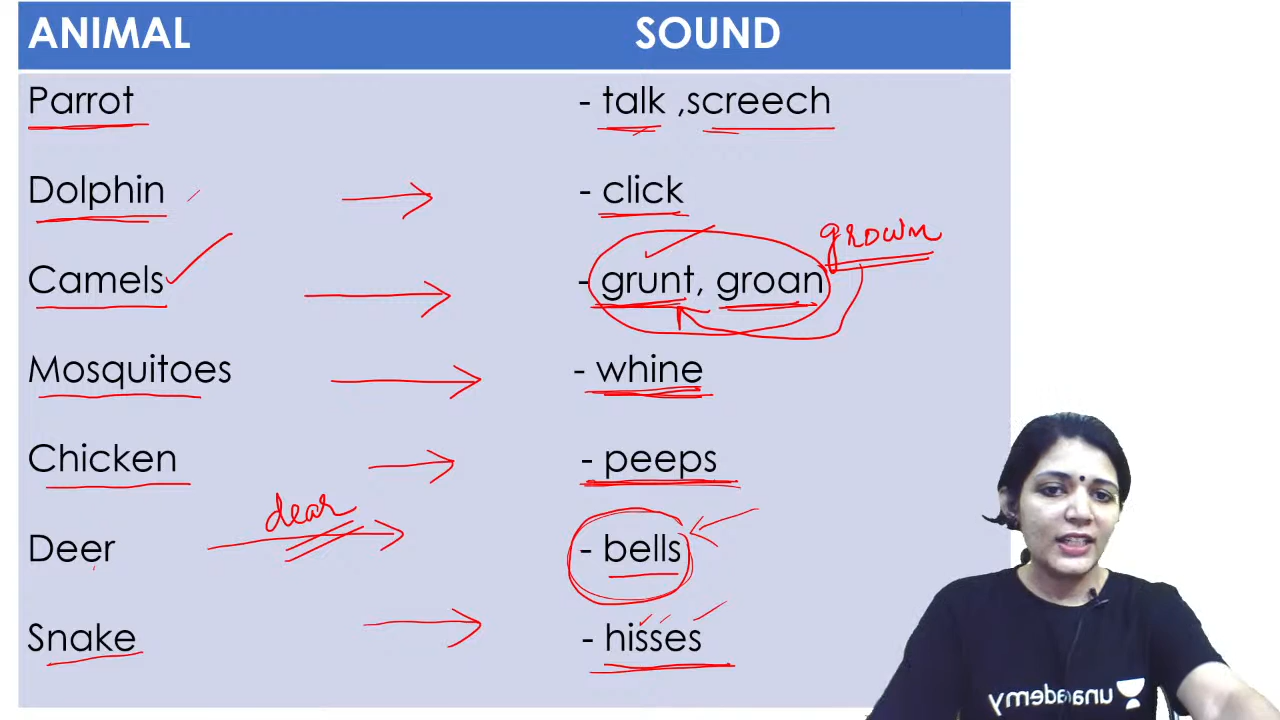 ANIMAL SOUND
Parrot - talk ,screech
Dolphin - click
grown
Camels - grunt, groan
Mosquitoes - whine
Chicken - peeps
dear
Deer - bells
Snake - hisses
unacademy